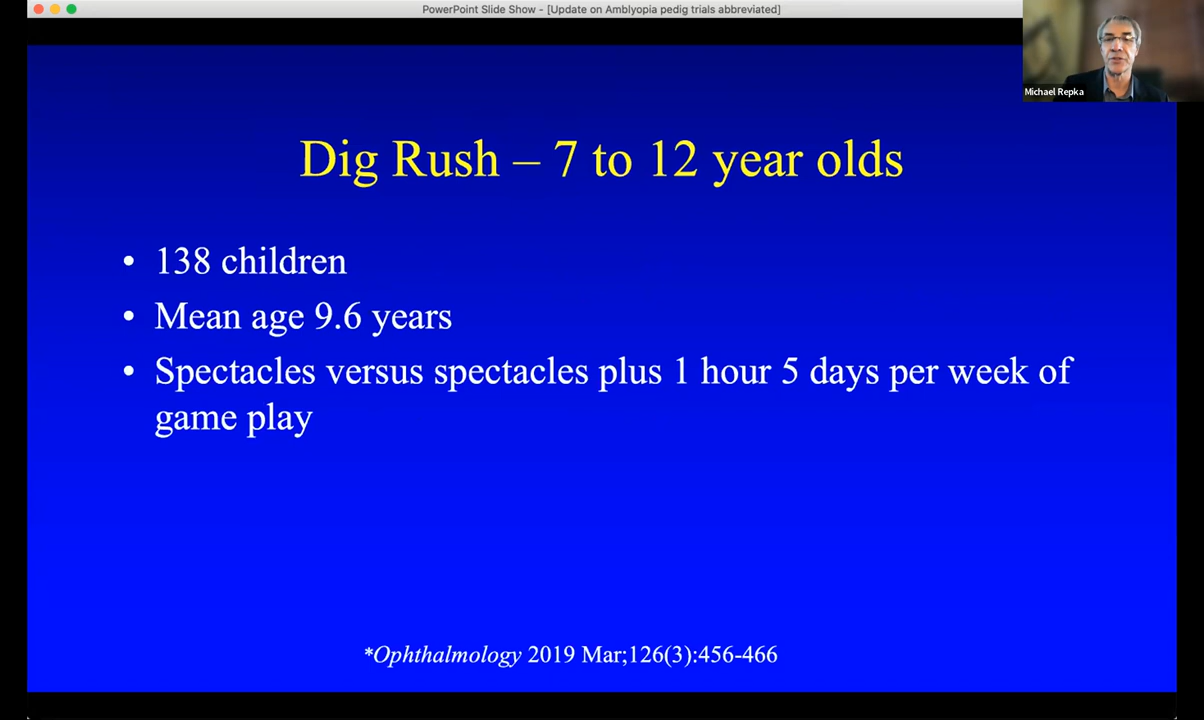 PowerPoint Slide Show - [Update on Amblyopia pedig trials abbreviated]
Michael Repka
Dig Rush – 7 to 12 year olds
• 138 children
• Mean age 9.6 years
• Spectacles versus spectacles plus 1 hour 5 days per week of
game play
*Ophthalmology 2019 Mar;126(3):456-466